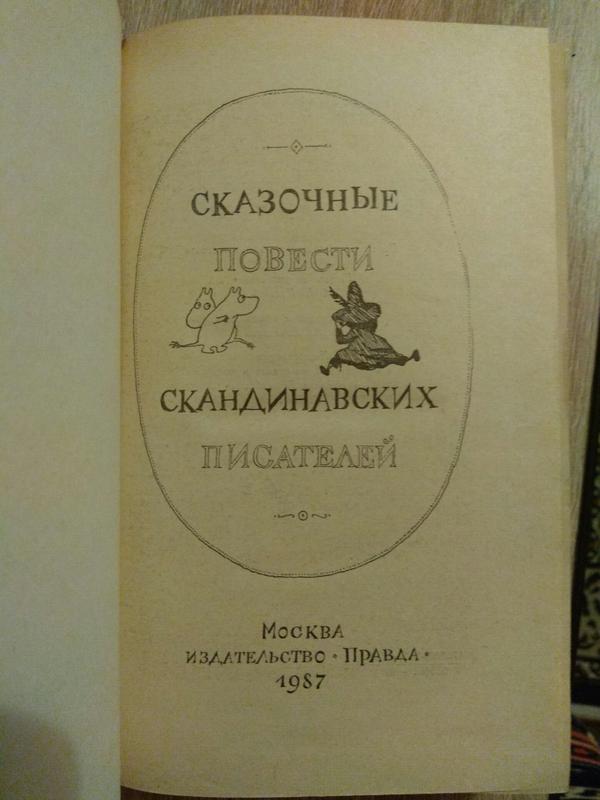 СКАЗОЧНЫЕ
ПОВЕСТИ
СКАНДИНАВСКИХ
ПИСАТЕЛЕЙ
МОСКВА
ИЗДАТЕЛЬСТВО • ПРАВДА •
1987